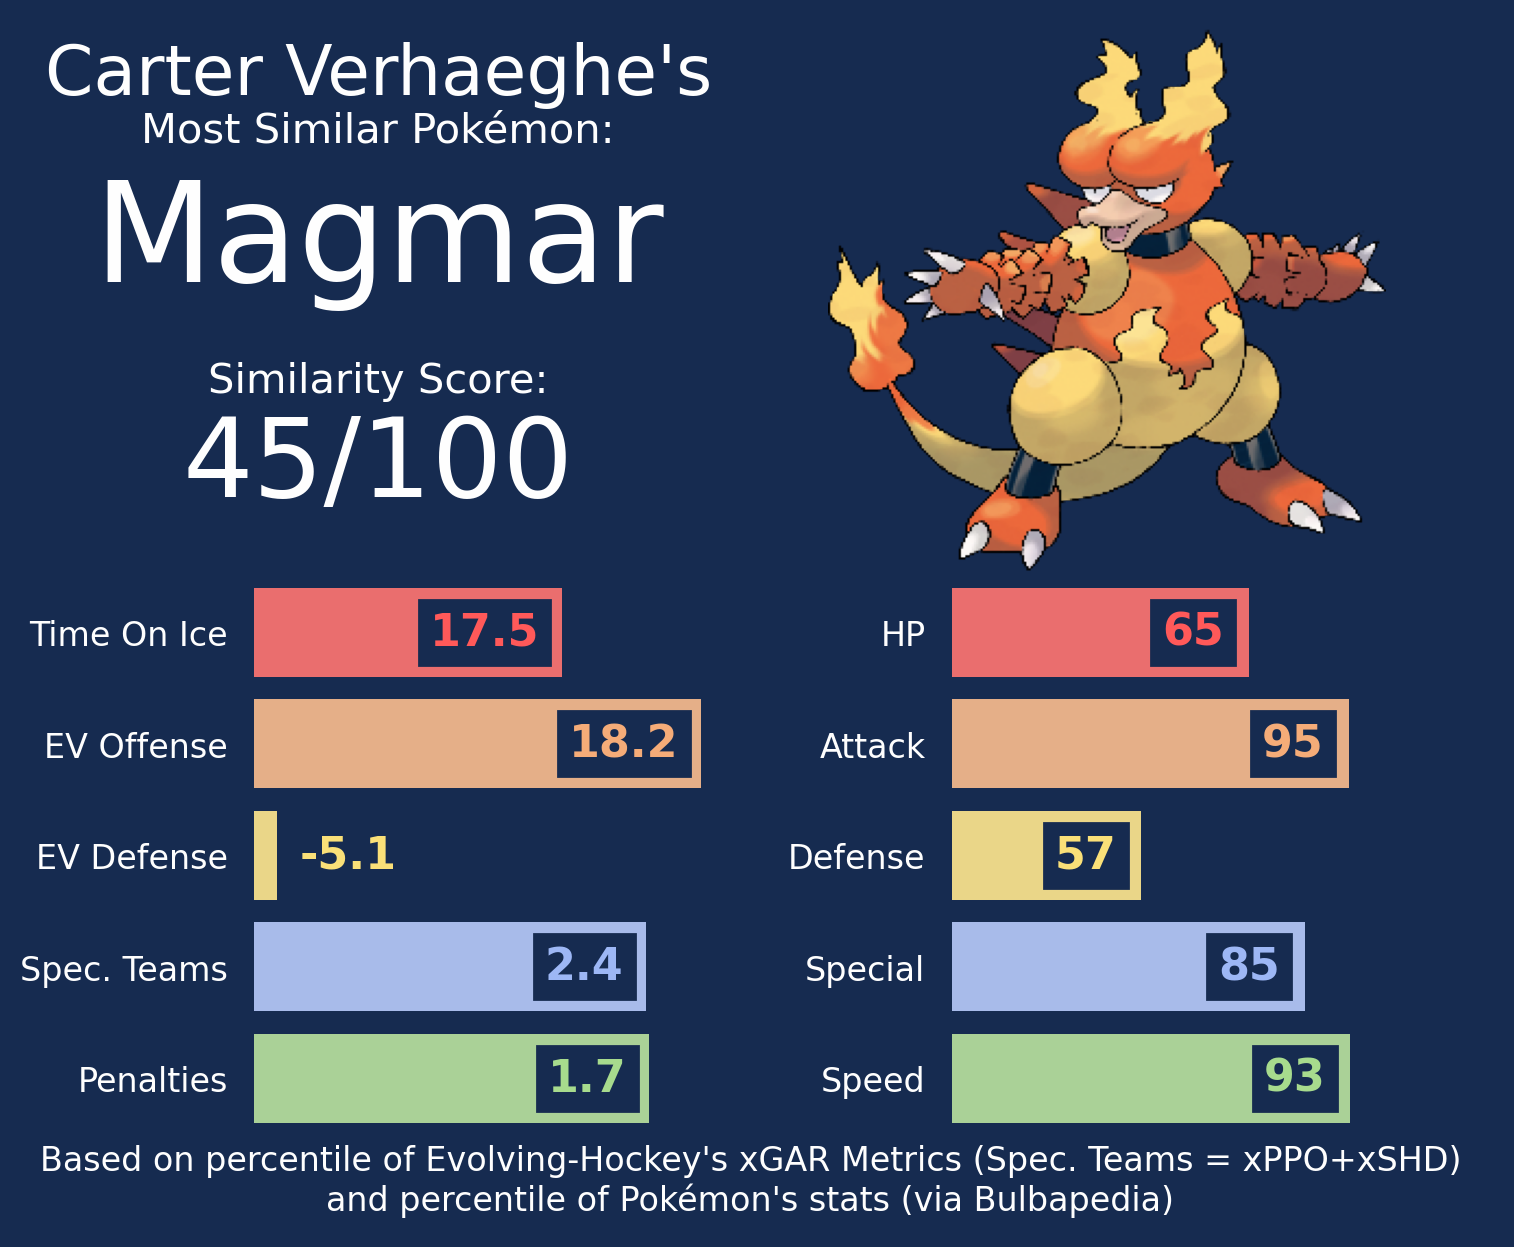 Carter Verhaeghe's
Most Similar Pokémon:
Magmar
Similarity Score:
45/100
Time On Ice 17.5
EV Offense 18.2
EV Defense -5.1
Spec. Teams 2.4
Penalties 1.7
HP 65
Attack 95
Defense 57
Special 85
Speed 93
Based on percentile of Evolving-Hockey's xGAR Metrics (Spec. Teams = xPPO+xSHD)
and percentile of Pokémon's stats (via Bulbapedia)